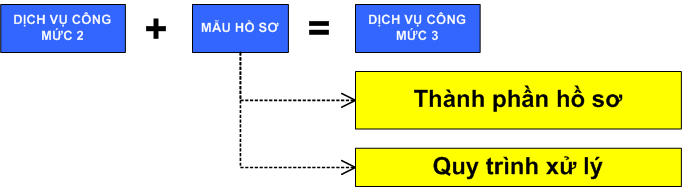 DỊCH VỤ CÔNG
MỨC 2
+
MẪU HỒ SƠ
=
DỊCH VỤ CÔNG
MỨC 3
Thành phần hồ sơ
Quy trình xử lý